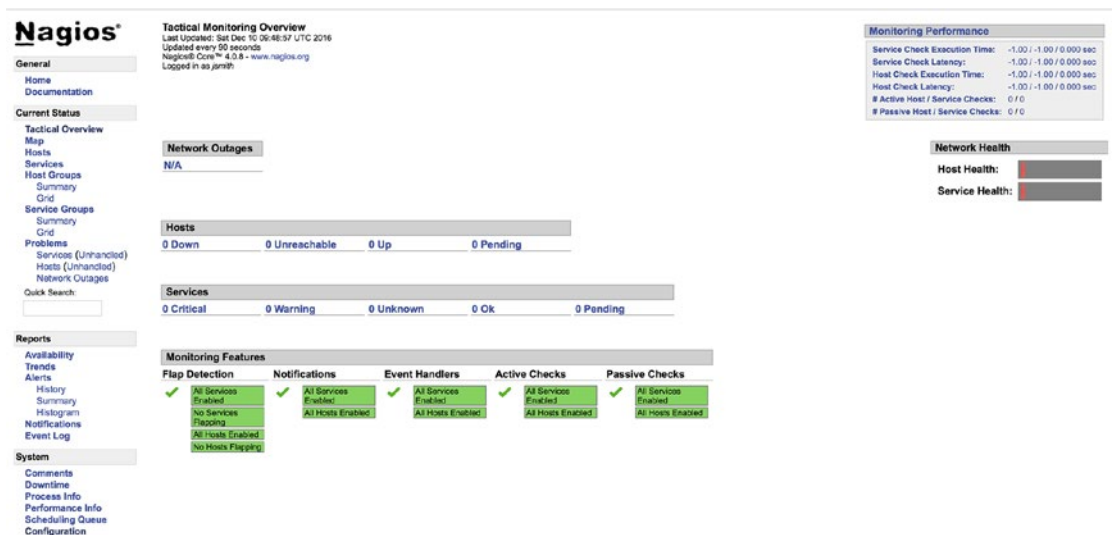 Nagios®
General
Home
Documentation
Current Status
Tactical Overview
Map
Hosts
Services
Host Groups
Summary
Grid
Service Groups
Summary
Grid
Problems
Services (Unhandled)
Hosts (Unhandled)
Network Outages
Quick Search:
Reports
Availability
Trends
Alerts
History
Summary
Histogram
Notifications
Event Log
System
Comments
Downtime
Process Info
Performance Info
Scheduling Queue
Configuration
Tactical Monitoring Overview
Last Updated: Sat Dec 10 09:48:57 UTC 2016
Updated every 90 seconds
Nagios® Core™ 4.0.8 - www.nagios.org
Logged in as jsmith
Monitoring Performance
Service Check Execution Time: -1.00 / -1.00 / 0.000 sec
Service Check Latency: -1.00 / -1.00 / 0.000 sec
Host Check Execution Time: -1.00 / -1.00 / 0.000 sec
Host Check Latency: -1.00 / -1.00 / 0.000 sec
# Active Host / Service Checks: 0 / 0
# Passive Host / Service Checks: 0 / 0
Network Outages
N/A
Network Health
Host Health:
Service Health:
Hosts
0 Down 0 Unreachable 0 Up 0 Pending
Services
0 Critical 0 Warning 0 Unknown 0 Ok 0 Pending
Monitoring Features
Flap Detection Notifications Event Handlers Active Checks Passive Checks
All Services Enabled
No Services Flapping
All Hosts Enabled
No Hosts Flapping
All Services Enabled
All Hosts Enabled
All Services Enabled
All Hosts Enabled
All Services Enabled
All Hosts Enabled
All Services Enabled
All Hosts Enabled